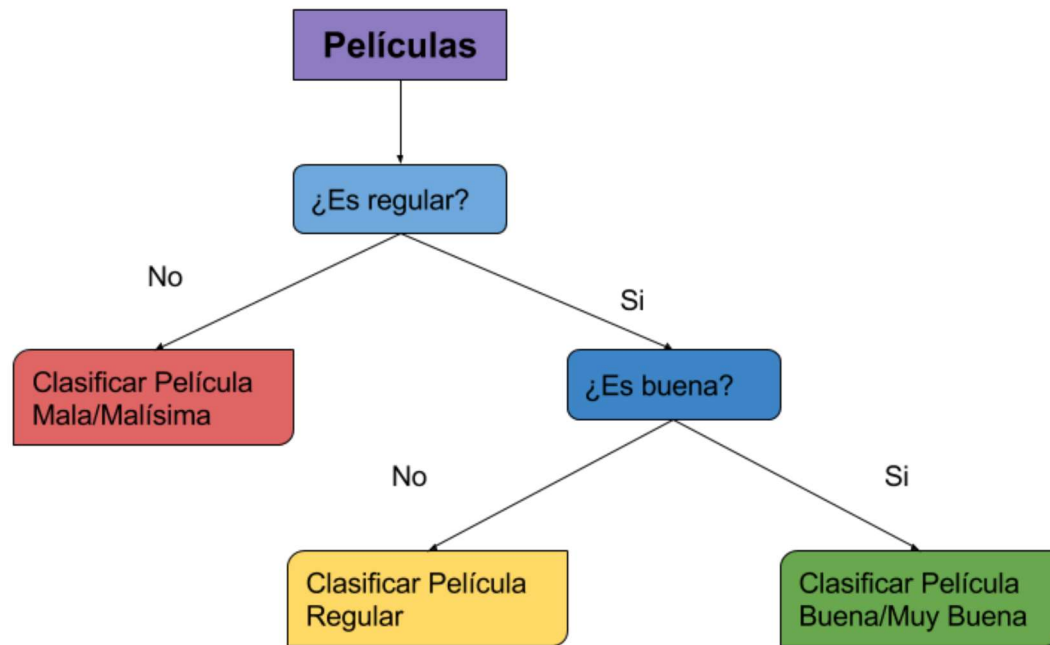 Películas
¿Es regular?
No
Si
Clasificar Película
Mala/Malísima
¿Es buena?
No
Si
Clasificar Película
Regular
Clasificar Película
Buena/Muy Buena